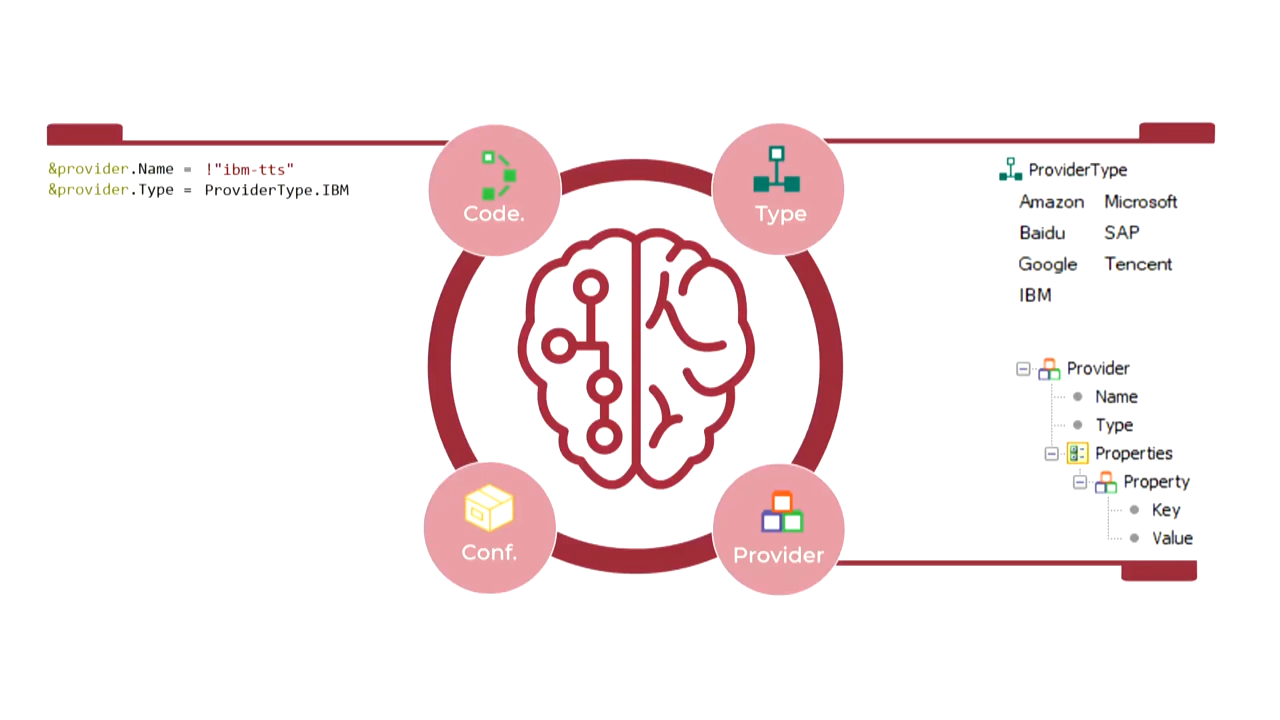 &provider.Name = !"ibm-tts"
&provider.Type = ProviderType.IBM
Code.
Type
Conf.
Provider
ProviderType
Amazon Microsoft
Baidu SAP
Google Tencent
IBM
Provider
Name
Type
Properties
Property
Key
Value